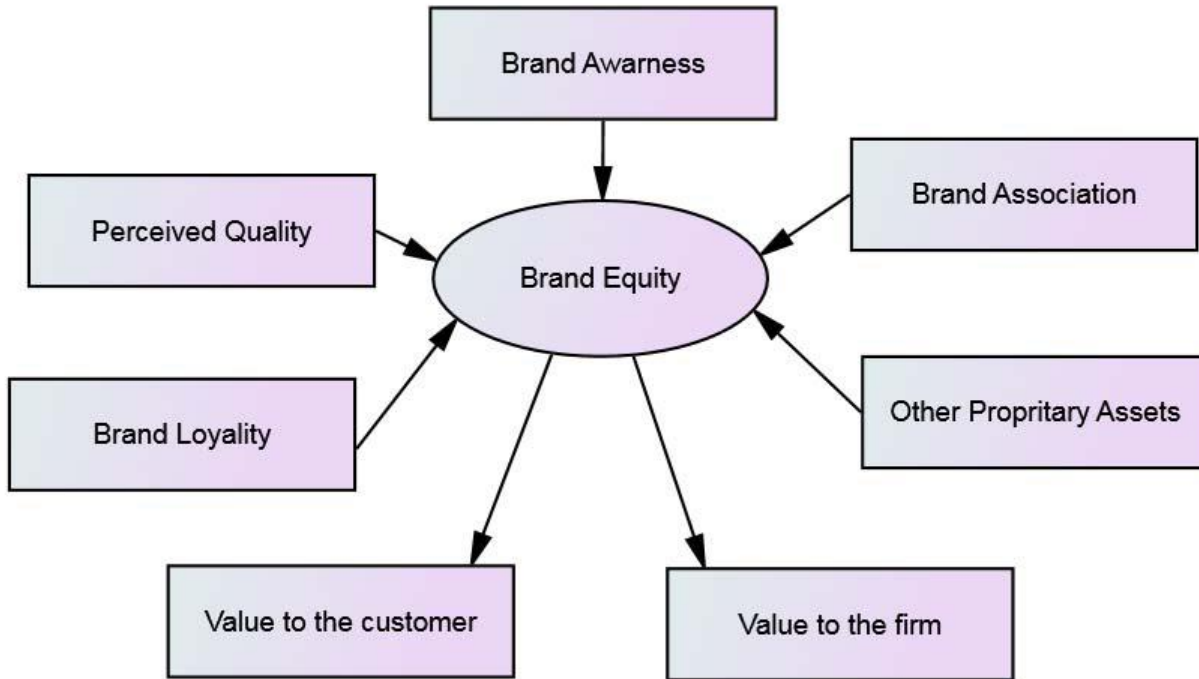 Brand Awarness
Brand Association
Perceived Quality
Brand Equity
Other Propritary Assets
Brand Loyality
Value to the customer
Value to the firm